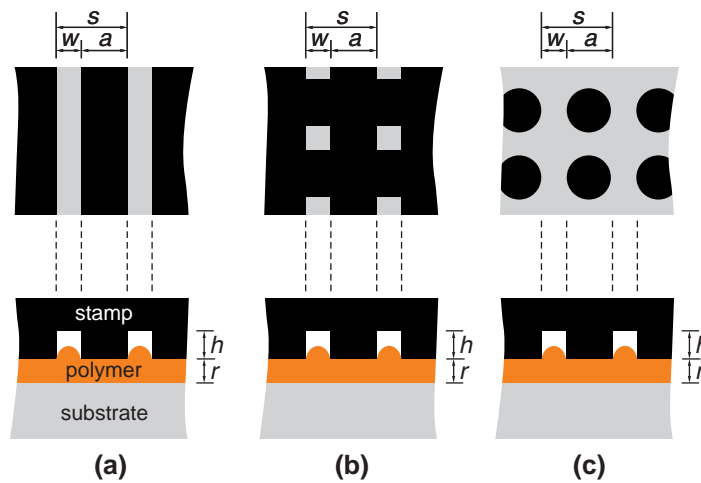 s
w a
s
w a
s
w a
stamp
polymer
substrate
h
r
h
r
h
r
(a)
(b)
(c)